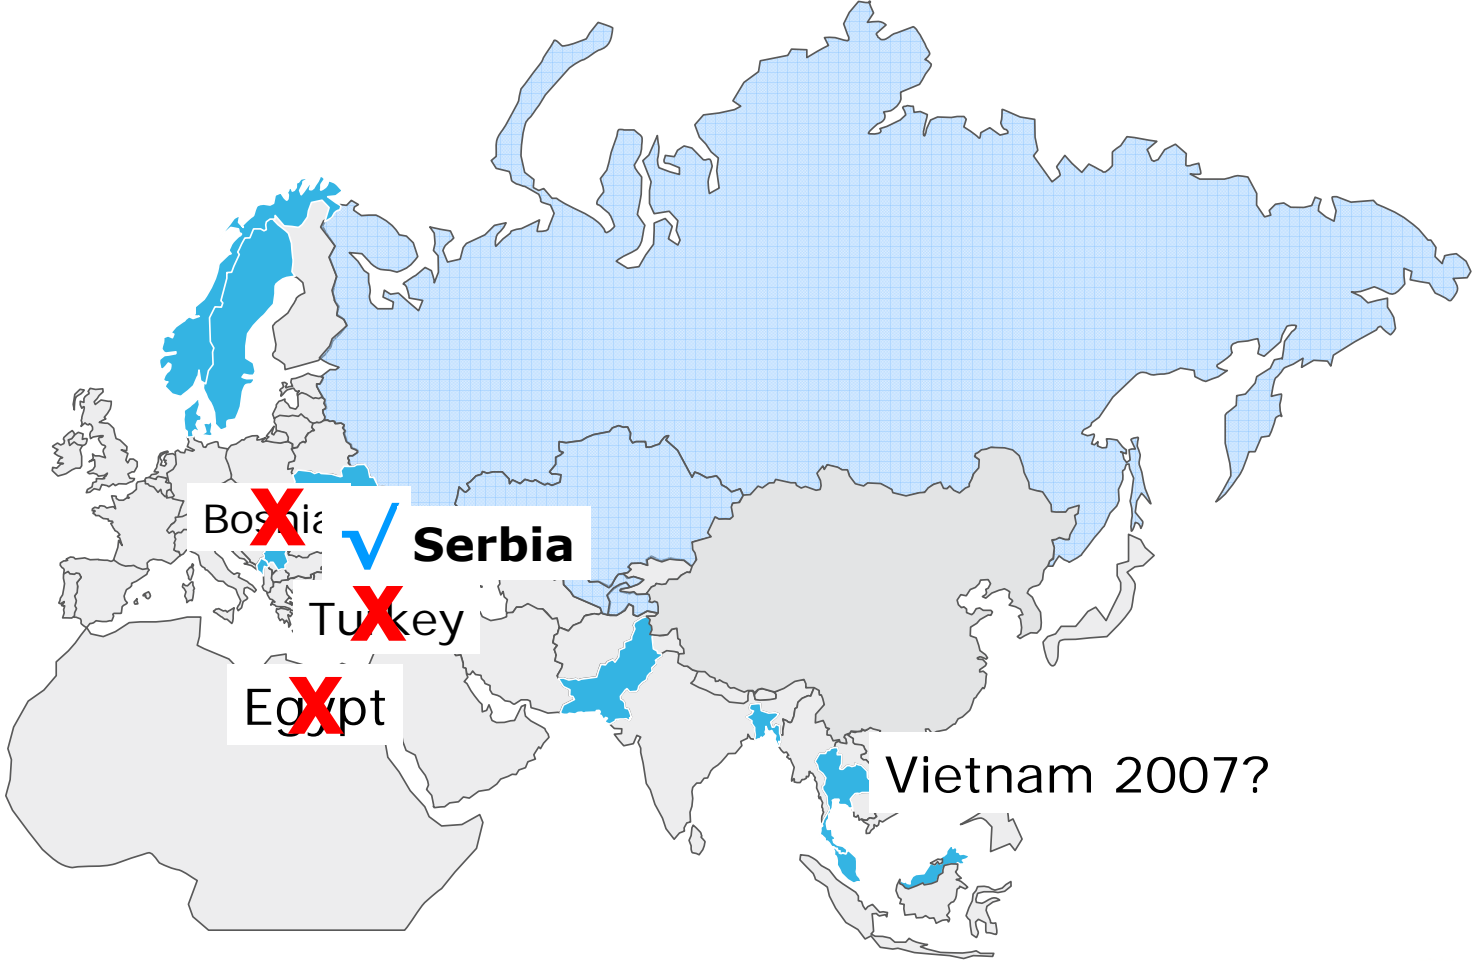 Bosnia X
√ Serbia
Turkey X
Egypt X
Vietnam 2007?